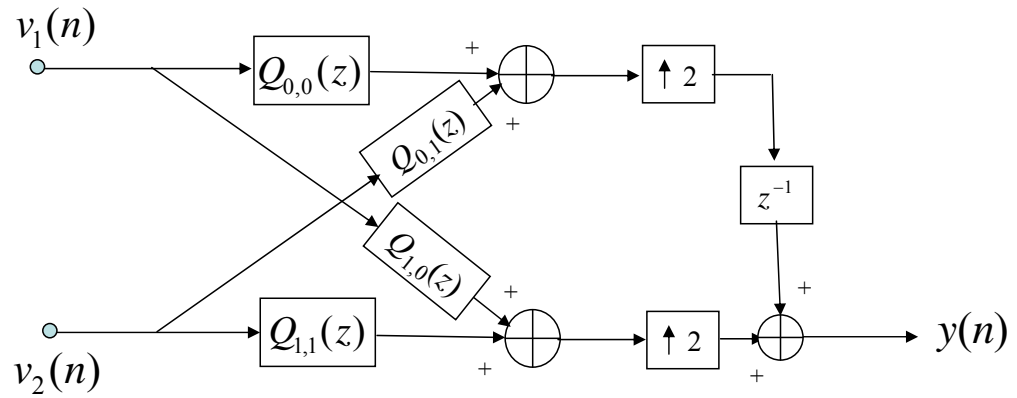 v₁(n)
Q₀,₀(z)
+
↑ 2
Q₀,₁(z)
+
z⁻¹
Q₁,₀(z)
+
+
Q₁,₁(z)
↑ 2
y(n)
v₂(n)
+
+